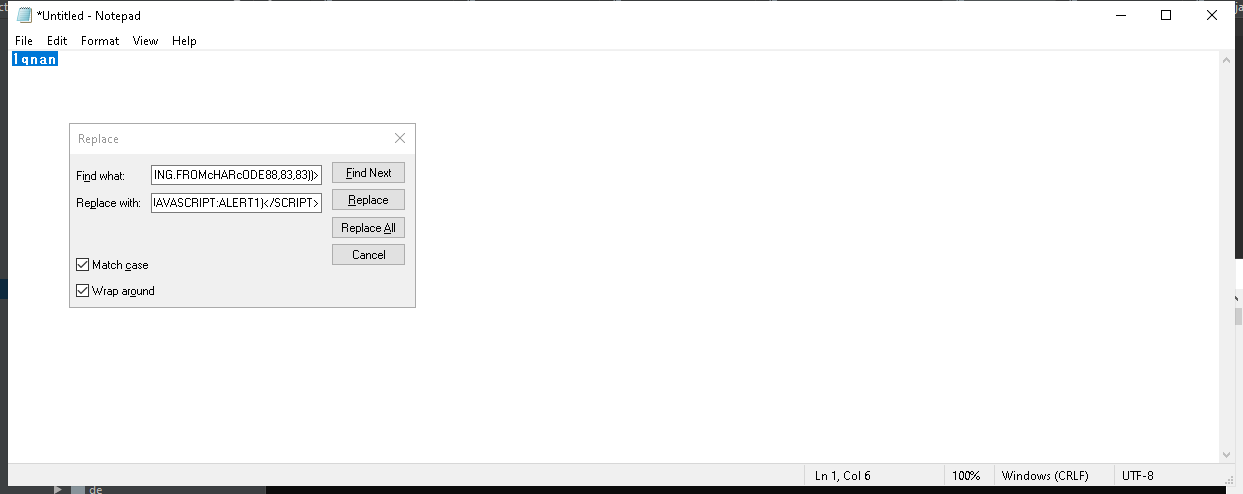 *Untitled - Notepad
File Edit Format View Help
lqnan
Replace
Find what: ING.FROMcHARcODE88,83,83))> Find Next
Replace with: IAVASCRIPT:ALERT1)</SCRIPT> Replace
Replace All
Cancel
Match case
Wrap around
Ln 1, Col 6 100% Windows (CRLF) UTF-8
de